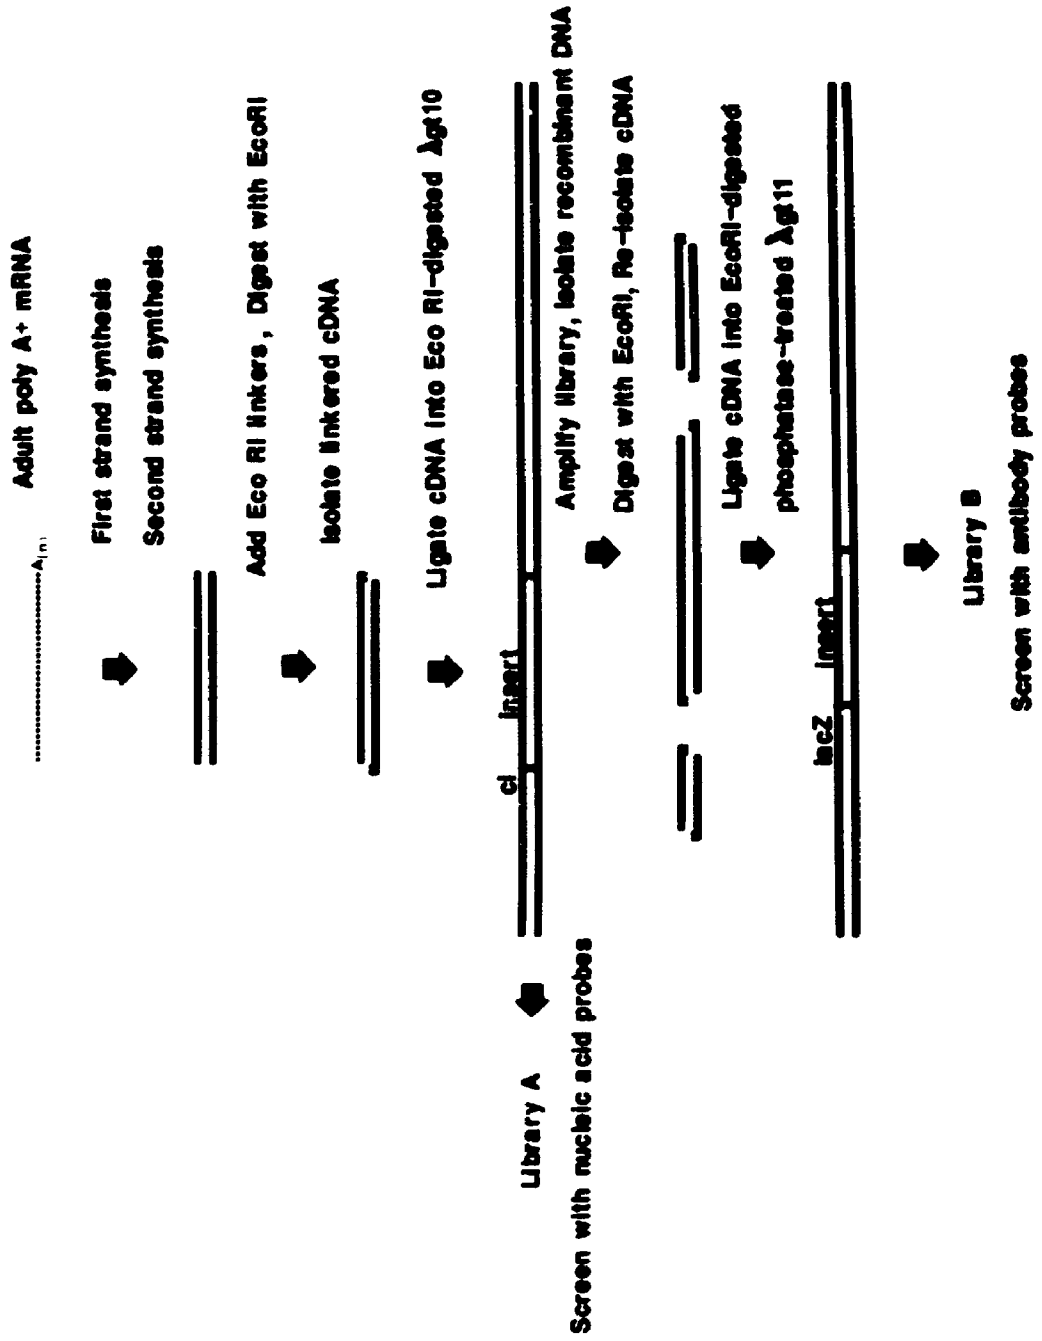 Adult poly A+ mRNA
A(n)
First strand synthesis
Second strand synthesis
Add Eco RI linkers, Digest with EcoRI
Isolate linkered cDNA
Ligate cDNA into Eco RI-digested λgt10
cI
insert
Library A
Screen with nucleic acid probes
Amplify library, isolate recombinant DNA
Digest with EcoRI, Re-isolate cDNA
Ligate cDNA into EcoRI-digested
phosphatase-treated λgt11
lacZ
insert
Library B
Screen with antibody probes